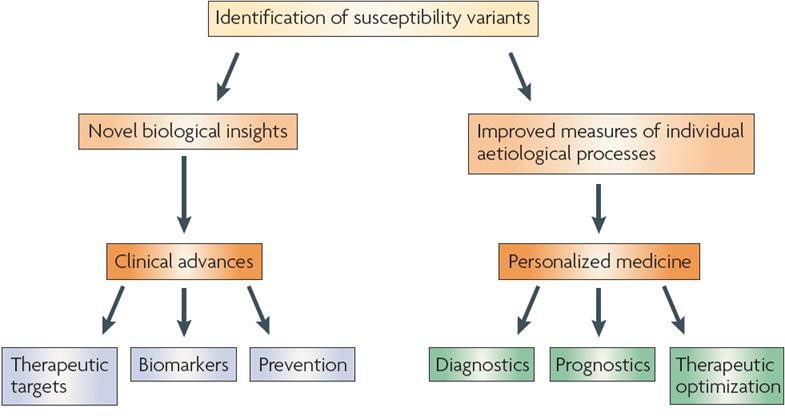 Identification of susceptibility variants
Novel biological insights
Improved measures of individual
aetiological processes
Clinical advances
Personalized medicine
Therapeutic
targets
Biomarkers
Prevention
Diagnostics
Prognostics
Therapeutic
optimization